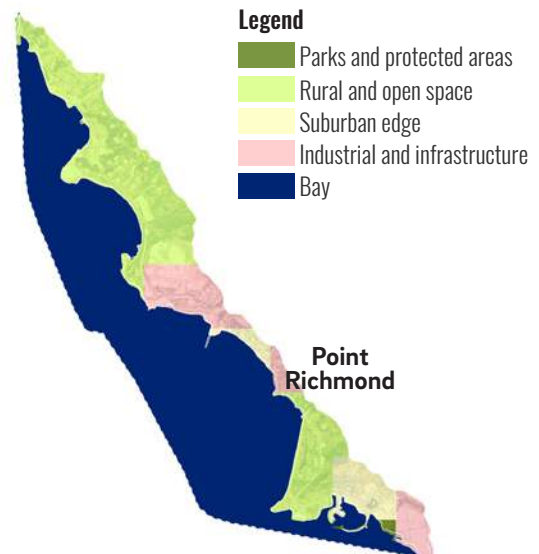 Legend
Parks and protected areas
Rural and open space
Suburban edge
Industrial and infrastructure
Bay
Point
Richmond